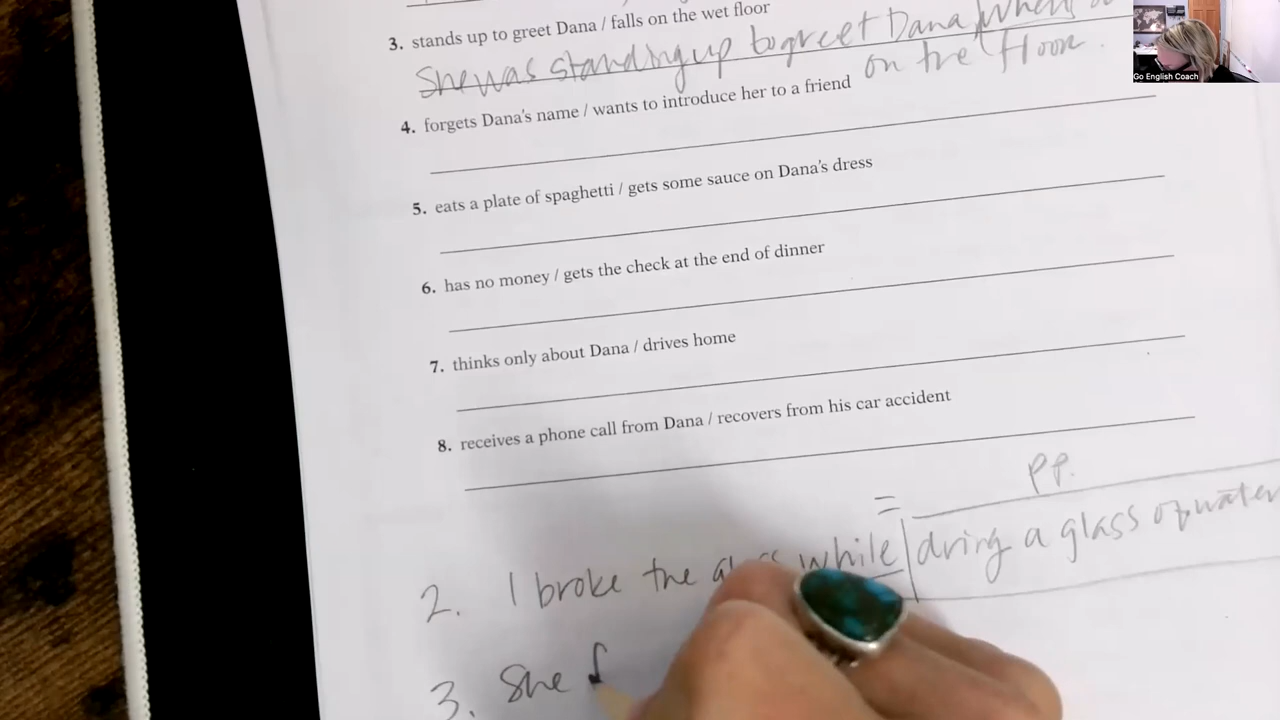 3. stands up to greet Dana / falls on the wet floor
She was standing up to greet Dana, when
on the floor.
4. forgets Dana's name / wants to introduce her to a friend
5. eats a plate of spaghetti / gets some sauce on Dana's dress
6. has no money / gets the check at the end of dinner
7. thinks only about Dana / drives home
8. receives a phone call from Dana / recovers from his car accident
= pp.
2. I broke the while dring a glass of water
3. She f
Go English Coach